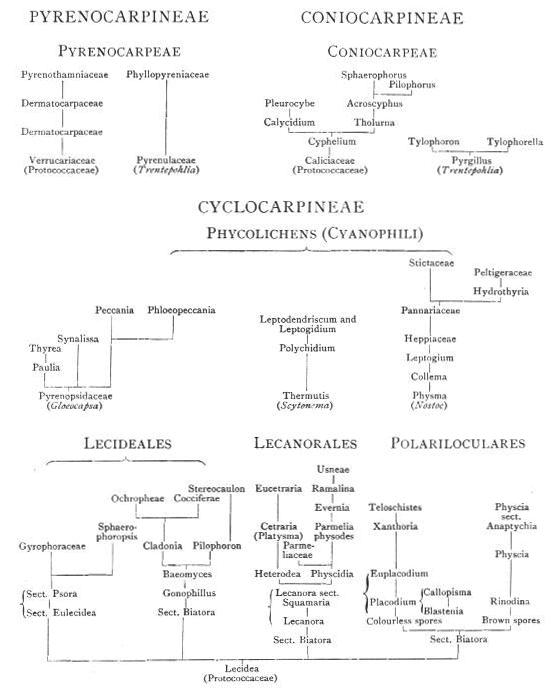 PYRENOCARPINEAE
CONIOCARPINEAE
PYRENOCARPEAE
CONIOCARPEAE
Pyrenothamniaceae
Phyllopyreniaceae
Dermatocarpaceae
Dermatocarpaceae
Verrucariaceae
(Protococcaceae)
Pyrenulaceae
(Trentepohlia)
Sphaerophorus
Pilophorus
Pleurocybe
Acroscyphus
Calycidium
Tholurna
Cyphelium
Caliciaceae
(Protococcaceae)
Tylophoron
Tylophorella
Pyrgillus
(Trentepohlia)
CYCLOCARPINEAE
PHYCOLICHENS (CYANOPHILI)
Stictaceae
Peltigeraceae
Hydrothyria
Peccania
Phloeopeccania
Synalissa
Thyrea
Paulia
Pyrenopsidaceae
(Gloeocapsa)
Leptodendriscum and
Leptogidium
Polychidium
Thermutis
(Scytonema)
Pannariaceae
Heppiaceae
Leptogium
Collema
Physma
(Nostoc)
LECIDEALES
LECANORALES
POLARILOCULARES
Stereocaulon
Ochropheae
Cocciferae
Sphaero-
phoropsis
Gyrophoraceae
Cladonia
Pilophoron
Baeomyces
Sect. Psora
Gonophillus
Sect. Eulecidea
Sect. Biatora
Usneae
Eucetraria
Ramalina
Evernia
Cetraria
(Platysma)
Parmelia
physodes
Parme-
liaceae
Heterodea
Physcidia
Lecanora sect.
Squamaria
Lecanora
Sect. Biatora
Teloschistes
Xanthoria
Physcia
sect.
Anaptychia
Physcia
Euplacodium
Placodium
Callopisma
Blastenia
Rinodina
Colourless spores
Brown spores
Sect. Biatora
Lecidea
(Protococcaceae)